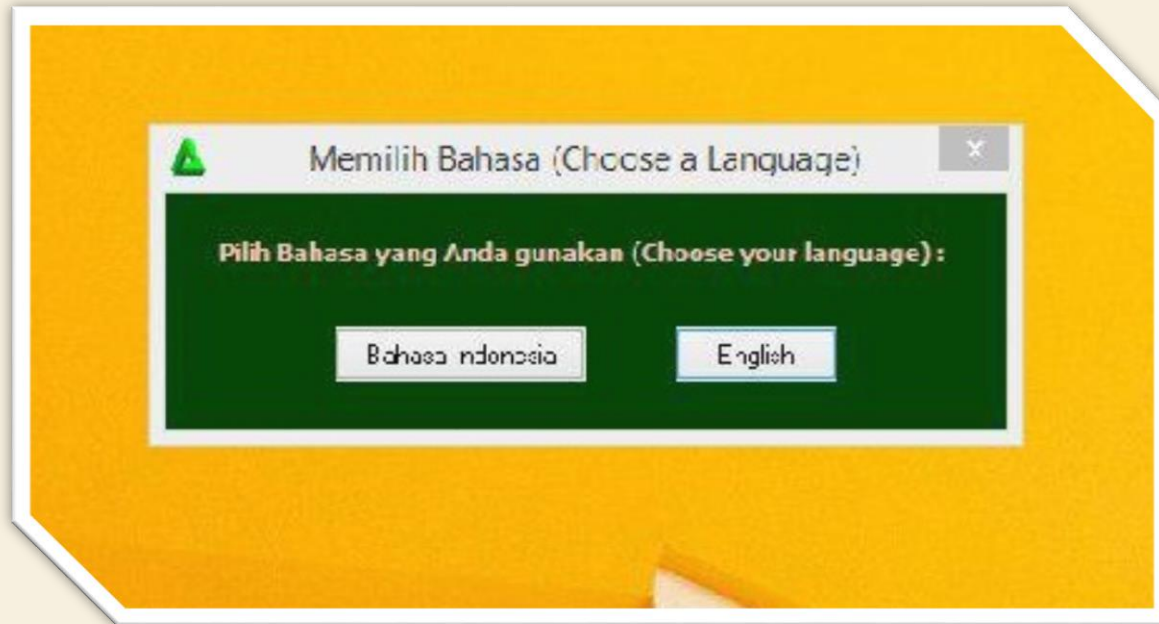 Memilih Bahasa (Choose a Language)
Pilih Bahasa yang Anda gunakan (Choose your language) :
Bahasa Indonesia
English